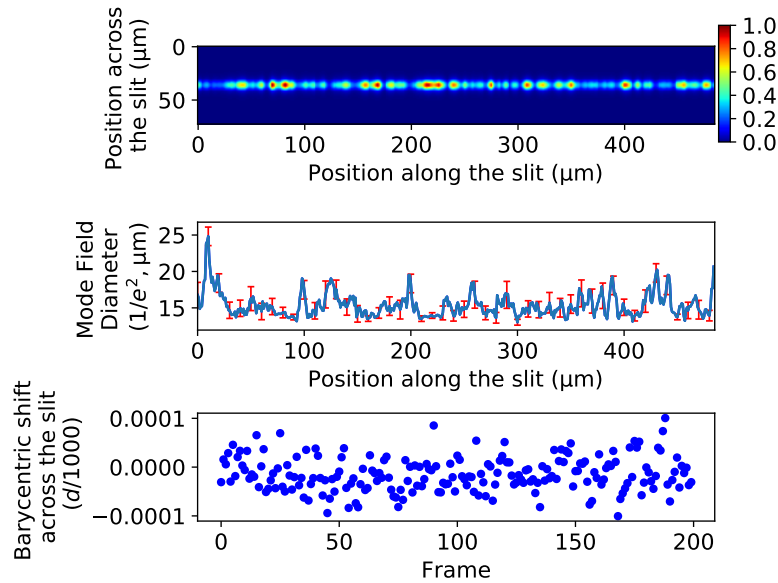 Position across
the slit (μm)
0
50
0
100
200
300
400
Position along the slit (μm)
1.0
0.8
0.6
0.4
0.2
0.0
Mode Field
Diameter
(1/e², μm)
25
20
15
0
100
200
300
400
Position along the slit (μm)
Barycentric shift
across the slit
(d/1000)
0.0001
0.0000
−0.0001
0
50
100
150
200
Frame